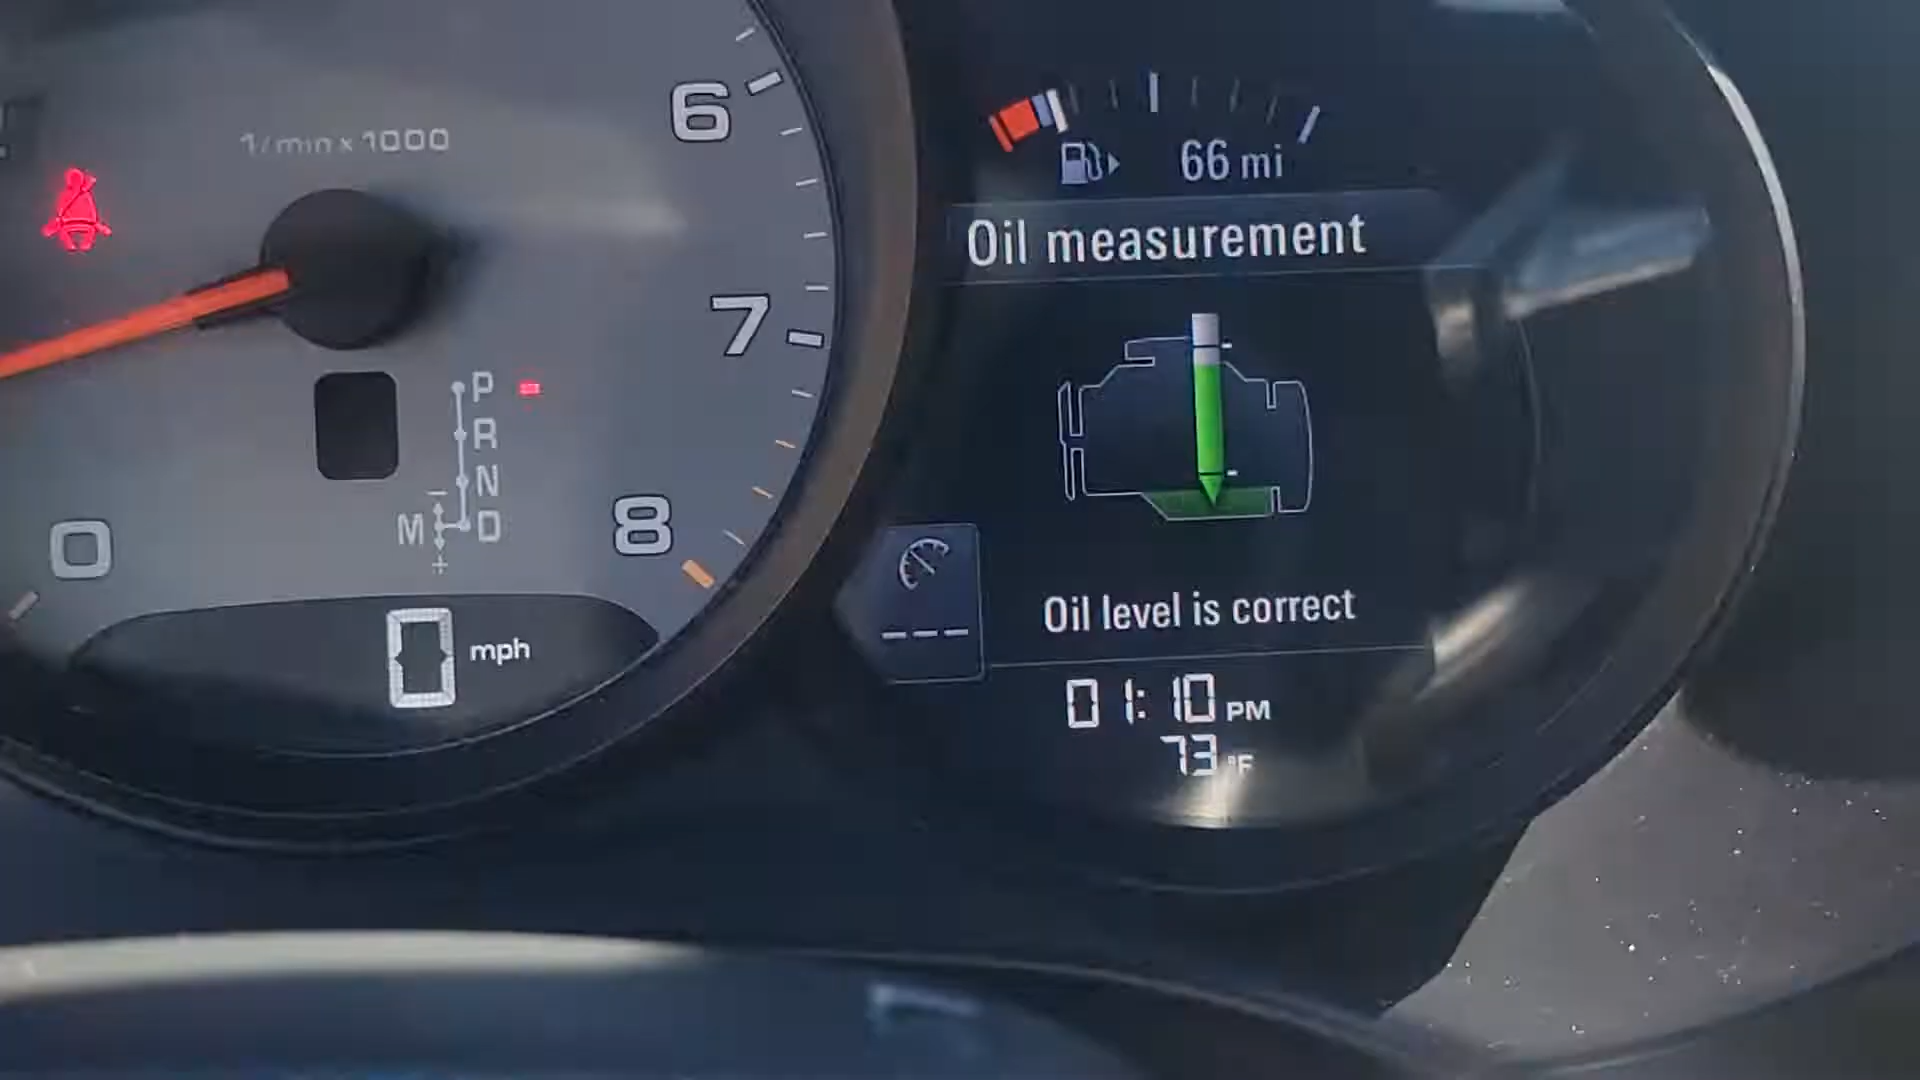 1/min x 1000
6
7
8
0
P
R
N
M D
- 
+
0 mph
66 mi
Oil measurement
Oil level is correct
---
01:10 PM
73 °F